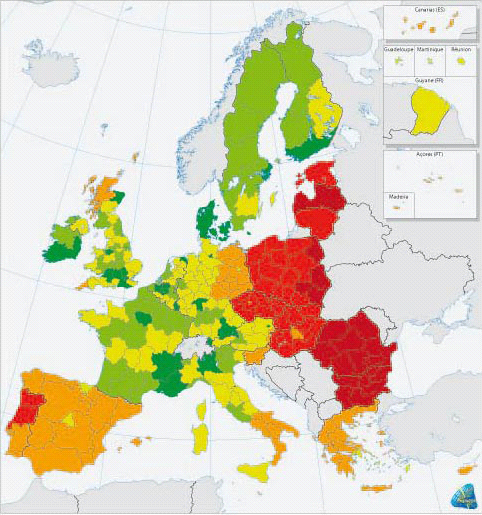 Canarias (ES)
Guadeloupe
Martinique
Réunion
Guyane (FR)
Açores (PT)
Madeira